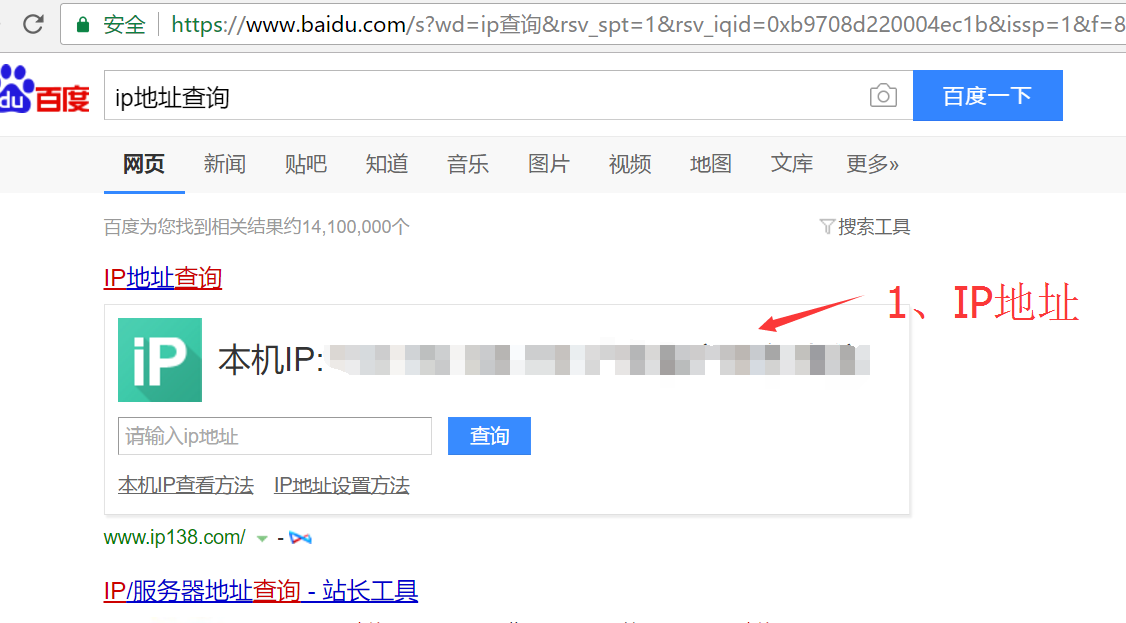 安全 https://www.baidu.com/s?wd=ip查询&rsv_spt=1&rsv_iqid=0xb9708d220004ec1b&issp=1&f=8
du百度 ip地址查询 百度一下
网页 新闻 贴吧 知道 音乐 图片 视频 地图 文库 更多»
百度为您找到相关结果约14,100,000个 搜索工具
IP地址查询
1、IP地址
iP 本机IP:
请输入ip地址 查询
本机IP查看方法 IP地址设置方法
www.ip138.com/ -
IP/服务器地址查询 - 站长工具